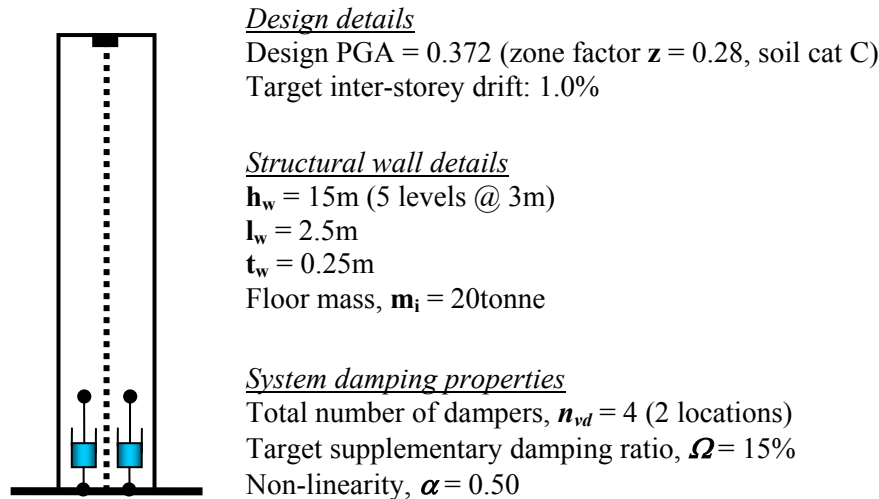 Design details
Design PGA = 0.372 (zone factor z = 0.28, soil cat C)
Target inter-storey drift: 1.0%
Structural wall details
hw = 15m (5 levels @ 3m)
lw = 2.5m
tw = 0.25m
Floor mass, mi = 20tonne
System damping properties
Total number of dampers, nvd = 4 (2 locations)
Target supplementary damping ratio, Ω = 15%
Non-linearity, α = 0.50